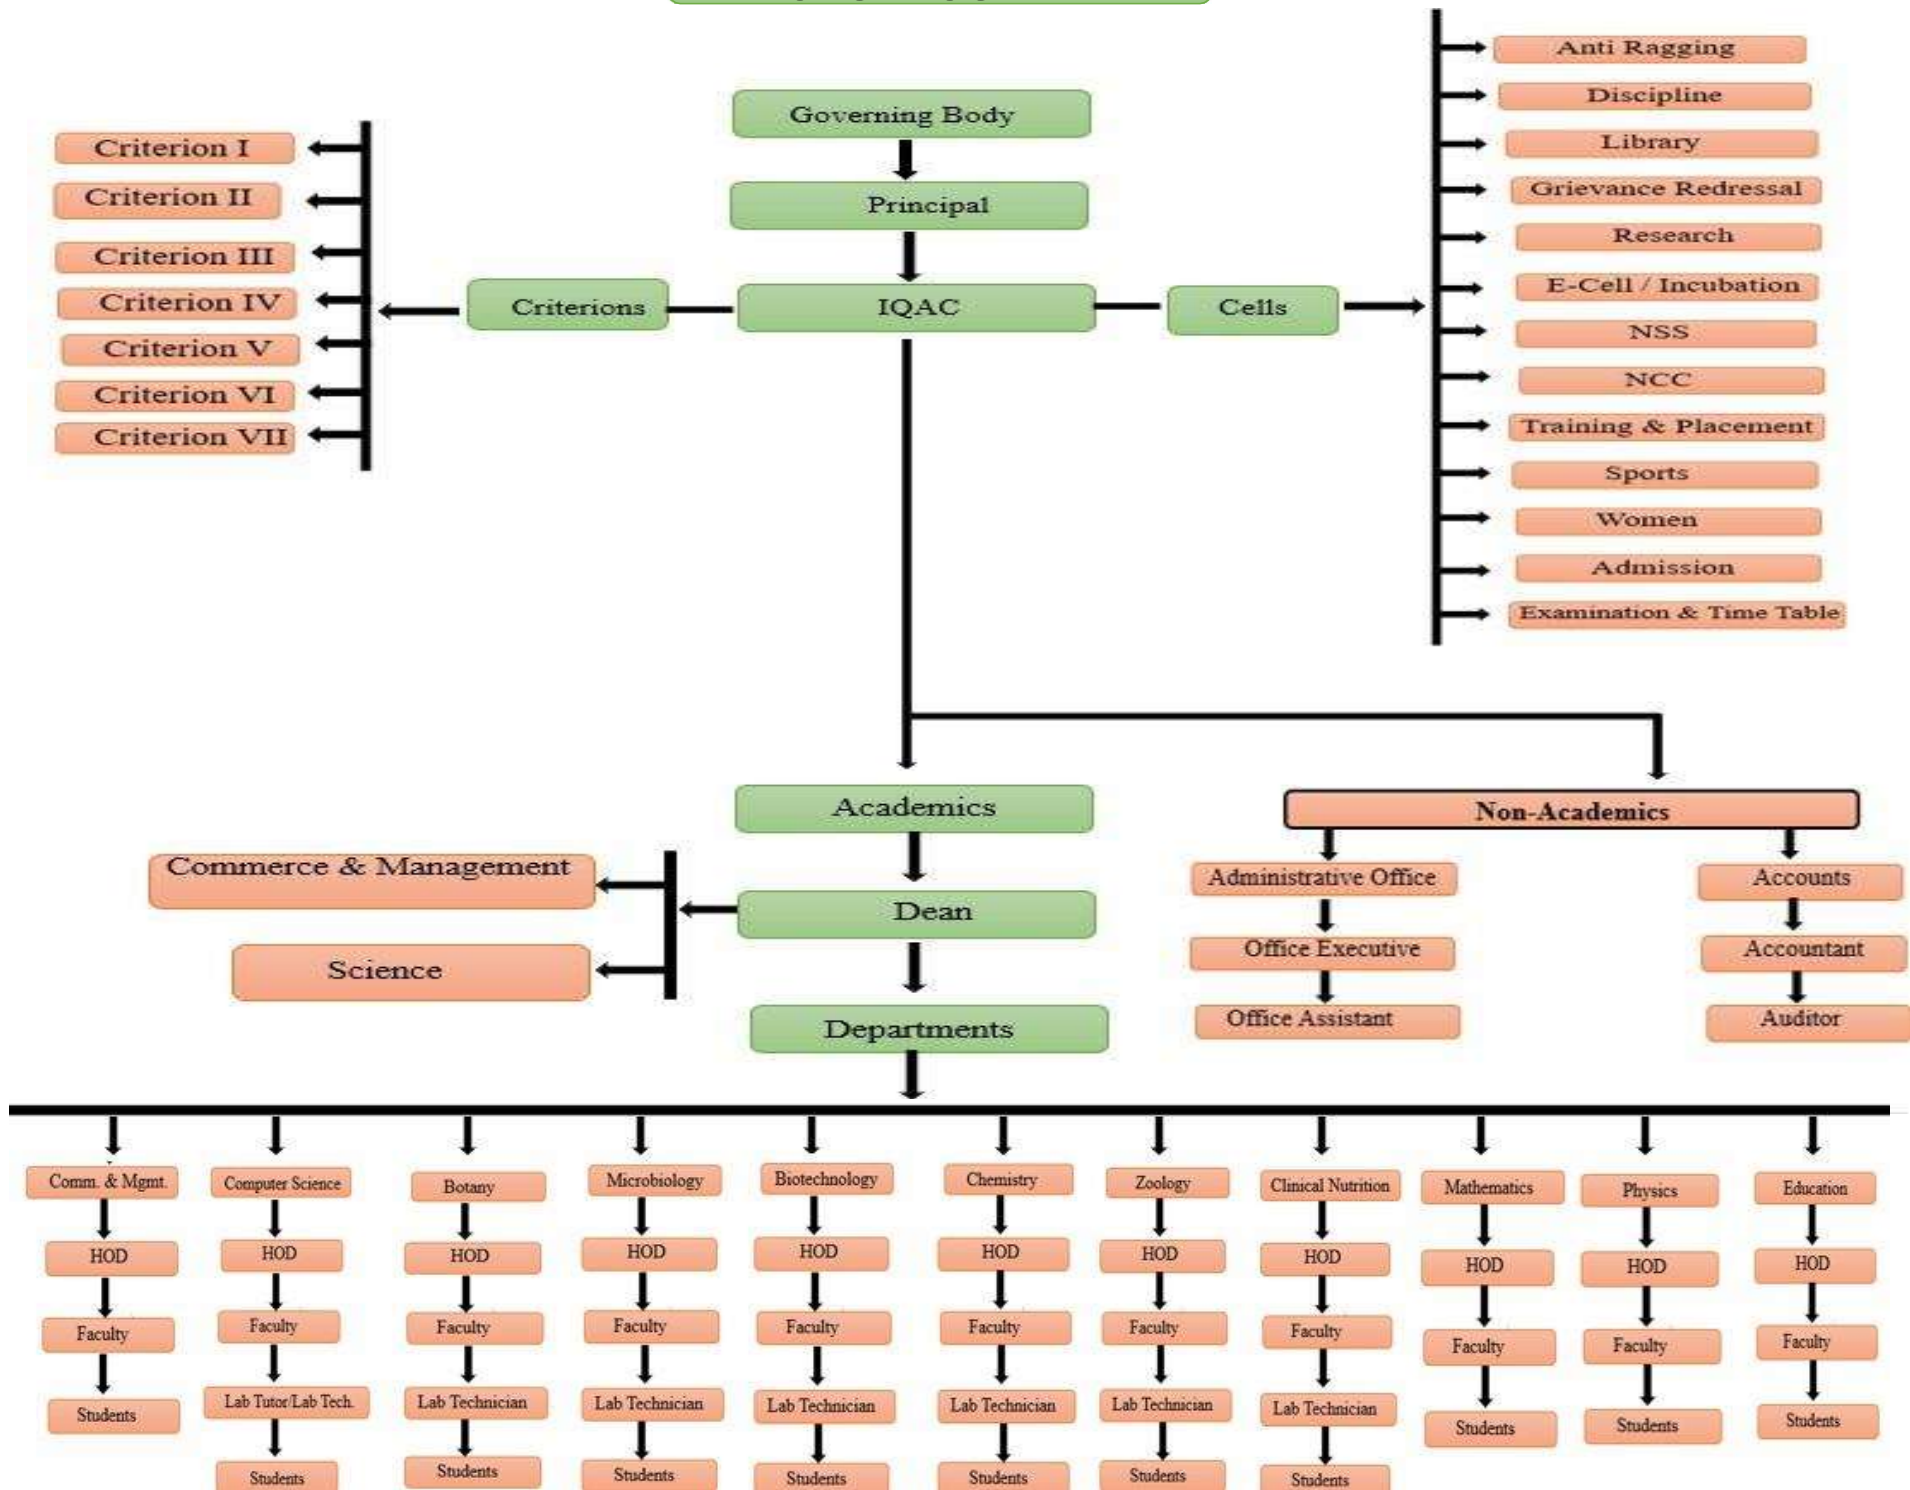 Governing Body
Principal
IQAC
Criterions
Cells
Criterion I
Criterion II
Criterion III
Criterion IV
Criterion V
Criterion VI
Criterion VII
Anti Ragging
Discipline
Library
Grievance Redressal
Research
E-Cell / Incubation
NSS
NCC
Training & Placement
Sports
Women
Admission
Examination & Time Table
Academics
Dean
Commerce & Management
Science
Departments
Non-Academics
Administrative Office
Office Executive
Office Assistant
Accounts
Accountant
Auditor
Comm. & Mgmt.
HOD
Faculty
Students
Computer Science
HOD
Faculty
Lab Tutor/Lab Tech.
Students
Botany
HOD
Faculty
Lab Technician
Students
Microbiology
HOD
Faculty
Lab Technician
Students
Biotechnology
HOD
Faculty
Lab Technician
Students
Chemistry
HOD
Faculty
Lab Technician
Students
Zoology
HOD
Faculty
Lab Technician
Students
Clinical Nutrition
HOD
Faculty
Lab Technician
Students
Mathematics
HOD
Faculty
Students
Physics
HOD
Faculty
Students
Education
HOD
Faculty
Students